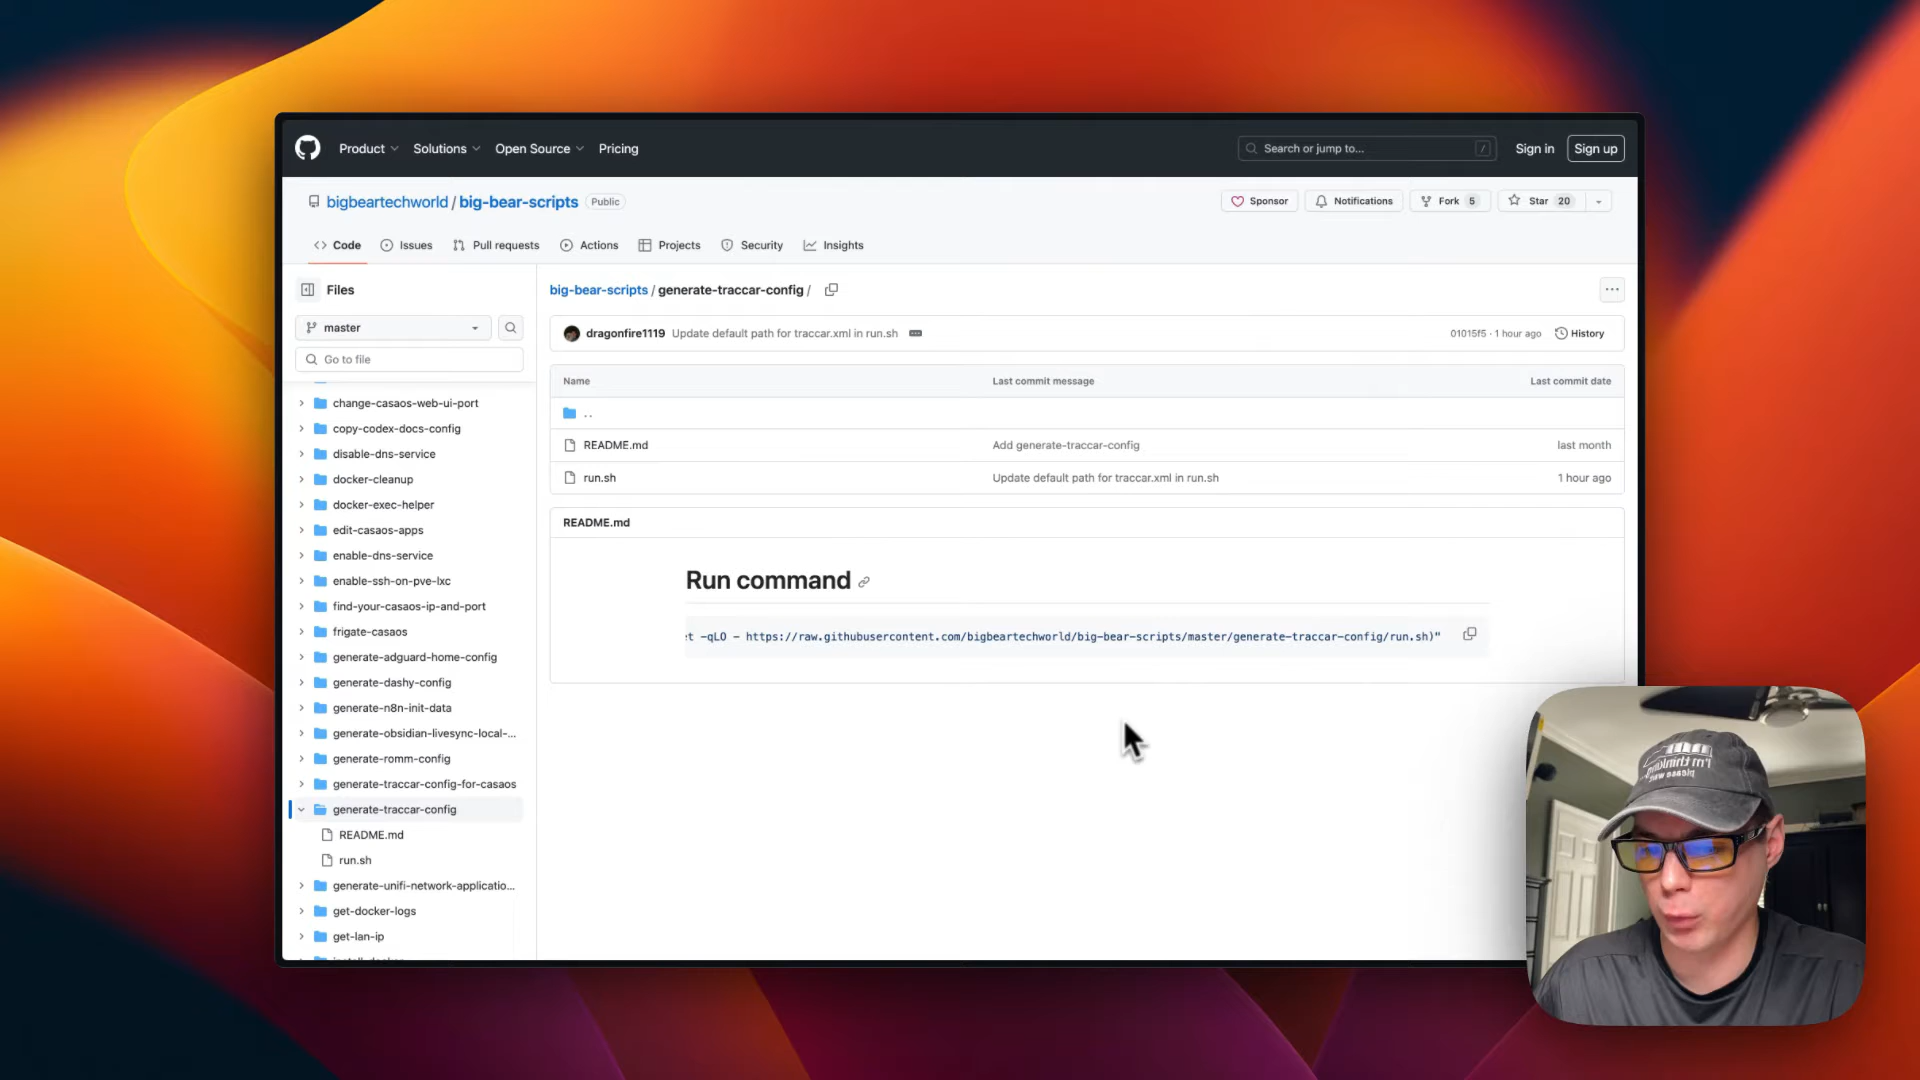 Product
Solutions
Open Source
Pricing
Search or jump to...
/
Sign in
Sign up
bigbeartechworld / big-bear-scripts
Public
Sponsor
Notifications
Fork 5
Star 20
Code
Issues
Pull requests
Actions
Projects
Security
Insights
Files
master
Go to file
change-casaos-web-ui-port
copy-codex-docs-config
disable-dns-service
docker-cleanup
docker-exec-helper
edit-casaos-apps
enable-dns-service
enable-ssh-on-pve-lxc
find-your-casaos-ip-and-port
frigate-casaos
generate-adguard-home-config
generate-dashy-config
generate-n8n-init-data
generate-obsidian-livesync-local-...
generate-romm-config
generate-traccar-config-for-casaos
generate-traccar-config
README.md
run.sh
generate-unifi-network-applicatio...
get-docker-logs
get-lan-ip
big-bear-scripts / generate-traccar-config /
...
dragonfire1119 Update default path for traccar.xml in run.sh
01015f5 · 1 hour ago
History
Name
Last commit message
Last commit date
..
README.md
Add generate-traccar-config
last month
run.sh
Update default path for traccar.xml in run.sh
1 hour ago
README.md
Run command
t -qLO - https://raw.githubusercontent.com/bigbeartechworld/big-bear-scripts/master/generate-traccar-config/run.sh)"